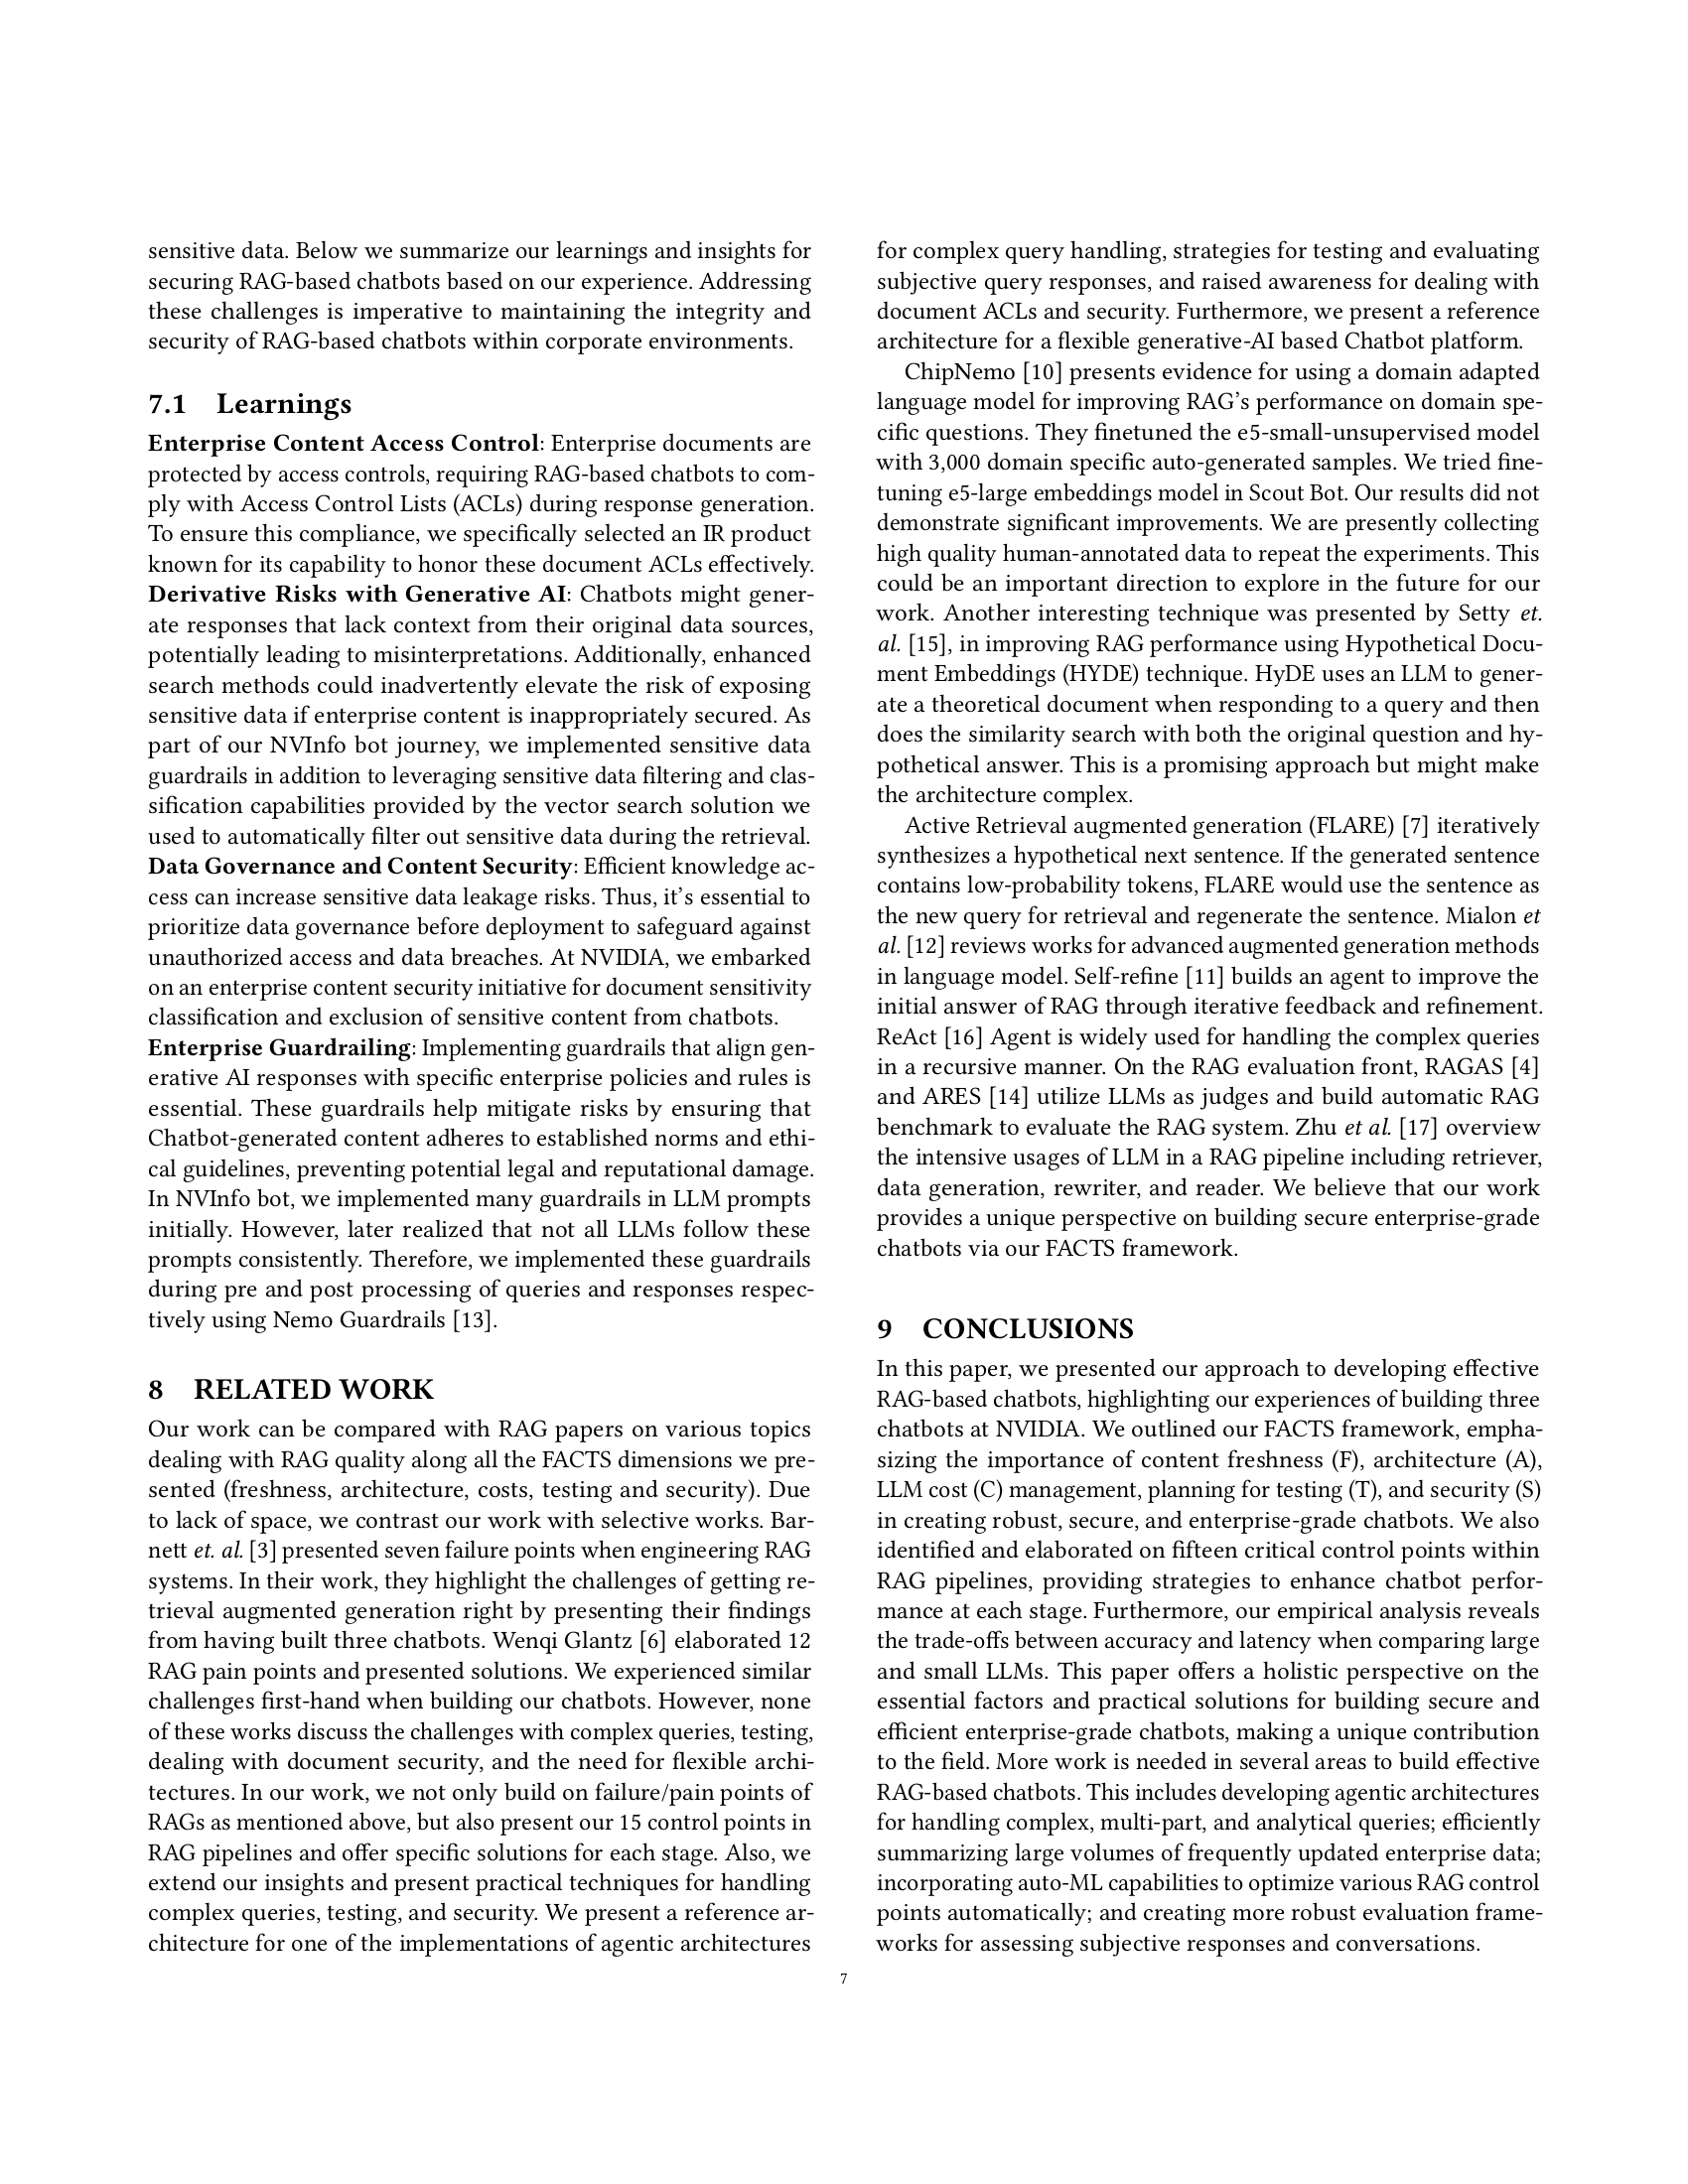 sensitive data. Below we summarize our learnings and insights for
securing RAG-based chatbots based on our experience. Addressing
these challenges is imperative to maintaining the integrity and
security of RAG-based chatbots within corporate environments.
7.1 Learnings
Enterprise Content Access Control: Enterprise documents are
protected by access controls, requiring RAG-based chatbots to com-
ply with Access Control Lists (ACLs) during response generation.
To ensure this compliance, we specifically selected an IR product
known for its capability to honor these document ACLs effectively.
Derivative Risks with Generative AI: Chatbots might gener-
ate responses that lack context from their original data sources,
potentially leading to misinterpretations. Additionally, enhanced
search methods could inadvertently elevate the risk of exposing
sensitive data if enterprise content is inappropriately secured. As
part of our NVInfo bot journey, we implemented sensitive data
guardrails in addition to leveraging sensitive data filtering and clas-
sification capabilities provided by the vector search solution we
used to automatically filter out sensitive data during the retrieval.
Data Governance and Content Security: Efficient knowledge ac-
cess can increase sensitive data leakage risks. Thus, it's essential to
prioritize data governance before deployment to safeguard against
unauthorized access and data breaches. At NVIDIA, we embarked
on an enterprise content security initiative for document sensitivity
classification and exclusion of sensitive content from chatbots.
Enterprise Guardrailing: Implementing guardrails that align gen-
erative AI responses with specific enterprise policies and rules is
essential. These guardrails help mitigate risks by ensuring that
Chatbot-generated content adheres to established norms and ethi-
cal guidelines, preventing potential legal and reputational damage.
In NVInfo bot, we implemented many guardrails in LLM prompts
initially. However, later realized that not all LLMs follow these
prompts consistently. Therefore, we implemented these guardrails
during pre and post processing of queries and responses respec-
tively using Nemo Guardrails [13].
8 RELATED WORK
Our work can be compared with RAG papers on various topics
dealing with RAG quality along all the FACTS dimensions we pre-
sented (freshness, architecture, costs, testing and security). Due
to lack of space, we contrast our work with selective works. Bar-
nett et. al. [3] presented seven failure points when engineering RAG
systems. In their work, they highlight the challenges of getting re-
trieval augmented generation right by presenting their findings
from having built three chatbots. Wenqi Glantz [6] elaborated 12
RAG pain points and presented solutions. We experienced similar
challenges first-hand when building our chatbots. However, none
of these works discuss the challenges with complex queries, testing,
dealing with document security, and the need for flexible archi-
tectures. In our work, we not only build on failure/pain points of
RAGs as mentioned above, but also present our 15 control points in
RAG pipelines and offer specific solutions for each stage. Also, we
extend our insights and present practical techniques for handling
complex queries, testing, and security. We present a reference ar-
chitecture for one of the implementations of agentic architectures
for complex query handling, strategies for testing and evaluating
subjective query responses, and raised awareness for dealing with
document ACLs and security. Furthermore, we present a reference
architecture for a flexible generative-AI based Chatbot platform.
ChipNemo [10] presents evidence for using a domain adapted
language model for improving RAG's performance on domain spe-
cific questions. They finetuned the e5-small-unsupervised model
with 3,000 domain specific auto-generated samples. We tried fine-
tuning e5-large embeddings model in Scout Bot. Our results did not
demonstrate significant improvements. We are presently collecting
high quality human-annotated data to repeat the experiments. This
could be an important direction to explore in the future for our
work. Another interesting technique was presented by Setty et.
al. [15], in improving RAG performance using Hypothetical Docu-
ment Embeddings (HYDE) technique. HyDE uses an LLM to gener-
ate a theoretical document when responding to a query and then
does the similarity search with both the original question and hy-
pothetical answer. This is a promising approach but might make
the architecture complex.
Active Retrieval augmented generation (FLARE) [7] iteratively
synthesizes a hypothetical next sentence. If the generated sentence
contains low-probability tokens, FLARE would use the sentence as
the new query for retrieval and regenerate the sentence. Mialon et
al. [12] reviews works for advanced augmented generation methods
in language model. Self-refine [11] builds an agent to improve the
initial answer of RAG through iterative feedback and refinement.
ReAct [16] Agent is widely used for handling the complex queries
in a recursive manner. On the RAG evaluation front, RAGAS [4]
and ARES [14] utilize LLMs as judges and build automatic RAG
benchmark to evaluate the RAG system. Zhu et al. [17] overview
the intensive usages of LLM in a RAG pipeline including retriever,
data generation, rewriter, and reader. We believe that our work
provides a unique perspective on building secure enterprise-grade
chatbots via our FACTS framework.
9 CONCLUSIONS
In this paper, we presented our approach to developing effective
RAG-based chatbots, highlighting our experiences of building three
chatbots at NVIDIA. We outlined our FACTS framework, empha-
sizing the importance of content freshness (F), architecture (A),
LLM cost (C) management, planning for testing (T), and security (S)
in creating robust, secure, and enterprise-grade chatbots. We also
identified and elaborated on fifteen critical control points within
RAG pipelines, providing strategies to enhance chatbot perfor-
mance at each stage. Furthermore, our empirical analysis reveals
the trade-offs between accuracy and latency when comparing large
and small LLMs. This paper offers a holistic perspective on the
essential factors and practical solutions for building secure and
efficient enterprise-grade chatbots, making a unique contribution
to the field. More work is needed in several areas to build effective
RAG-based chatbots. This includes developing agentic architectures
for handling complex, multi-part, and analytical queries; efficiently
summarizing large volumes of frequently updated enterprise data;
incorporating auto-ML capabilities to optimize various RAG control
points automatically; and creating more robust evaluation frame-
works for assessing subjective responses and conversations.
7